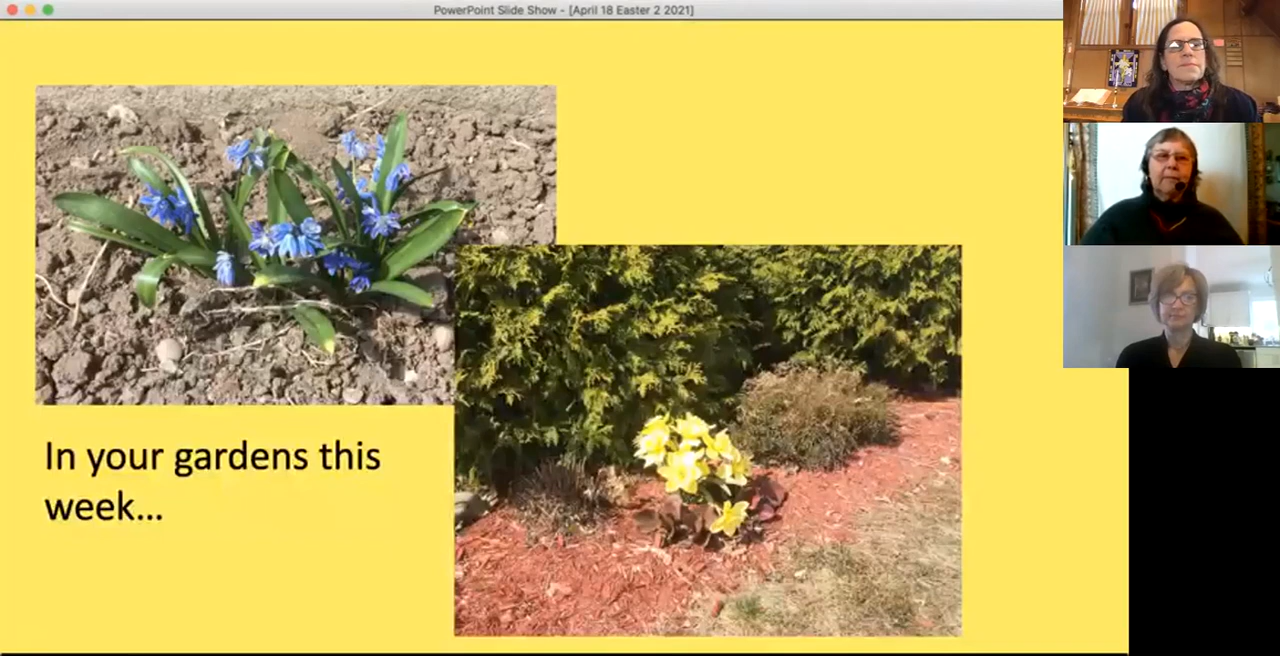 PowerPoint Slide Show - [April 18 Easter 2 2021]
In your gardens this
week...